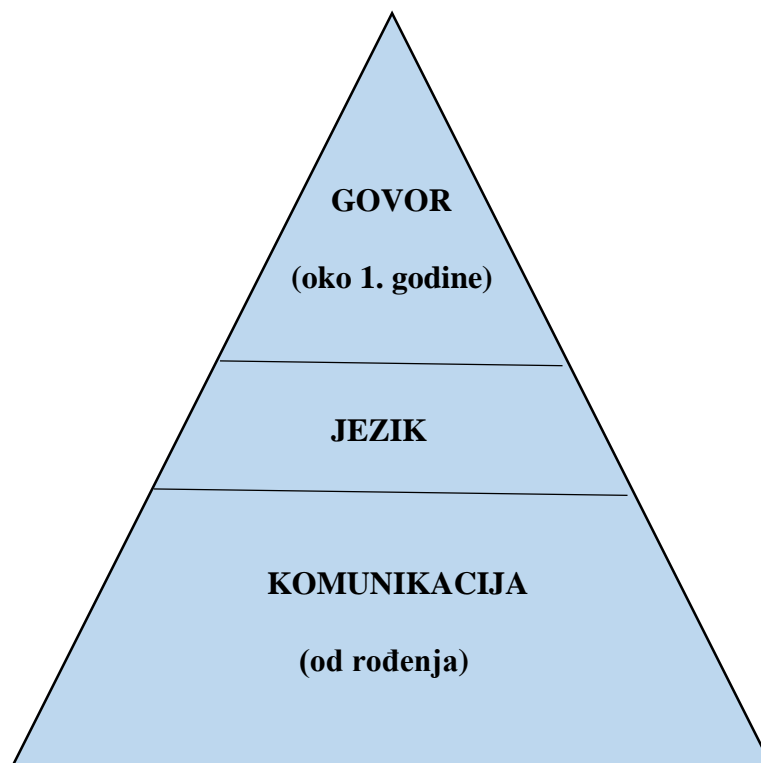 GOVOR
(oko 1. godine)
JEZIK
KOMUNIKACIJA
(od rođenja)